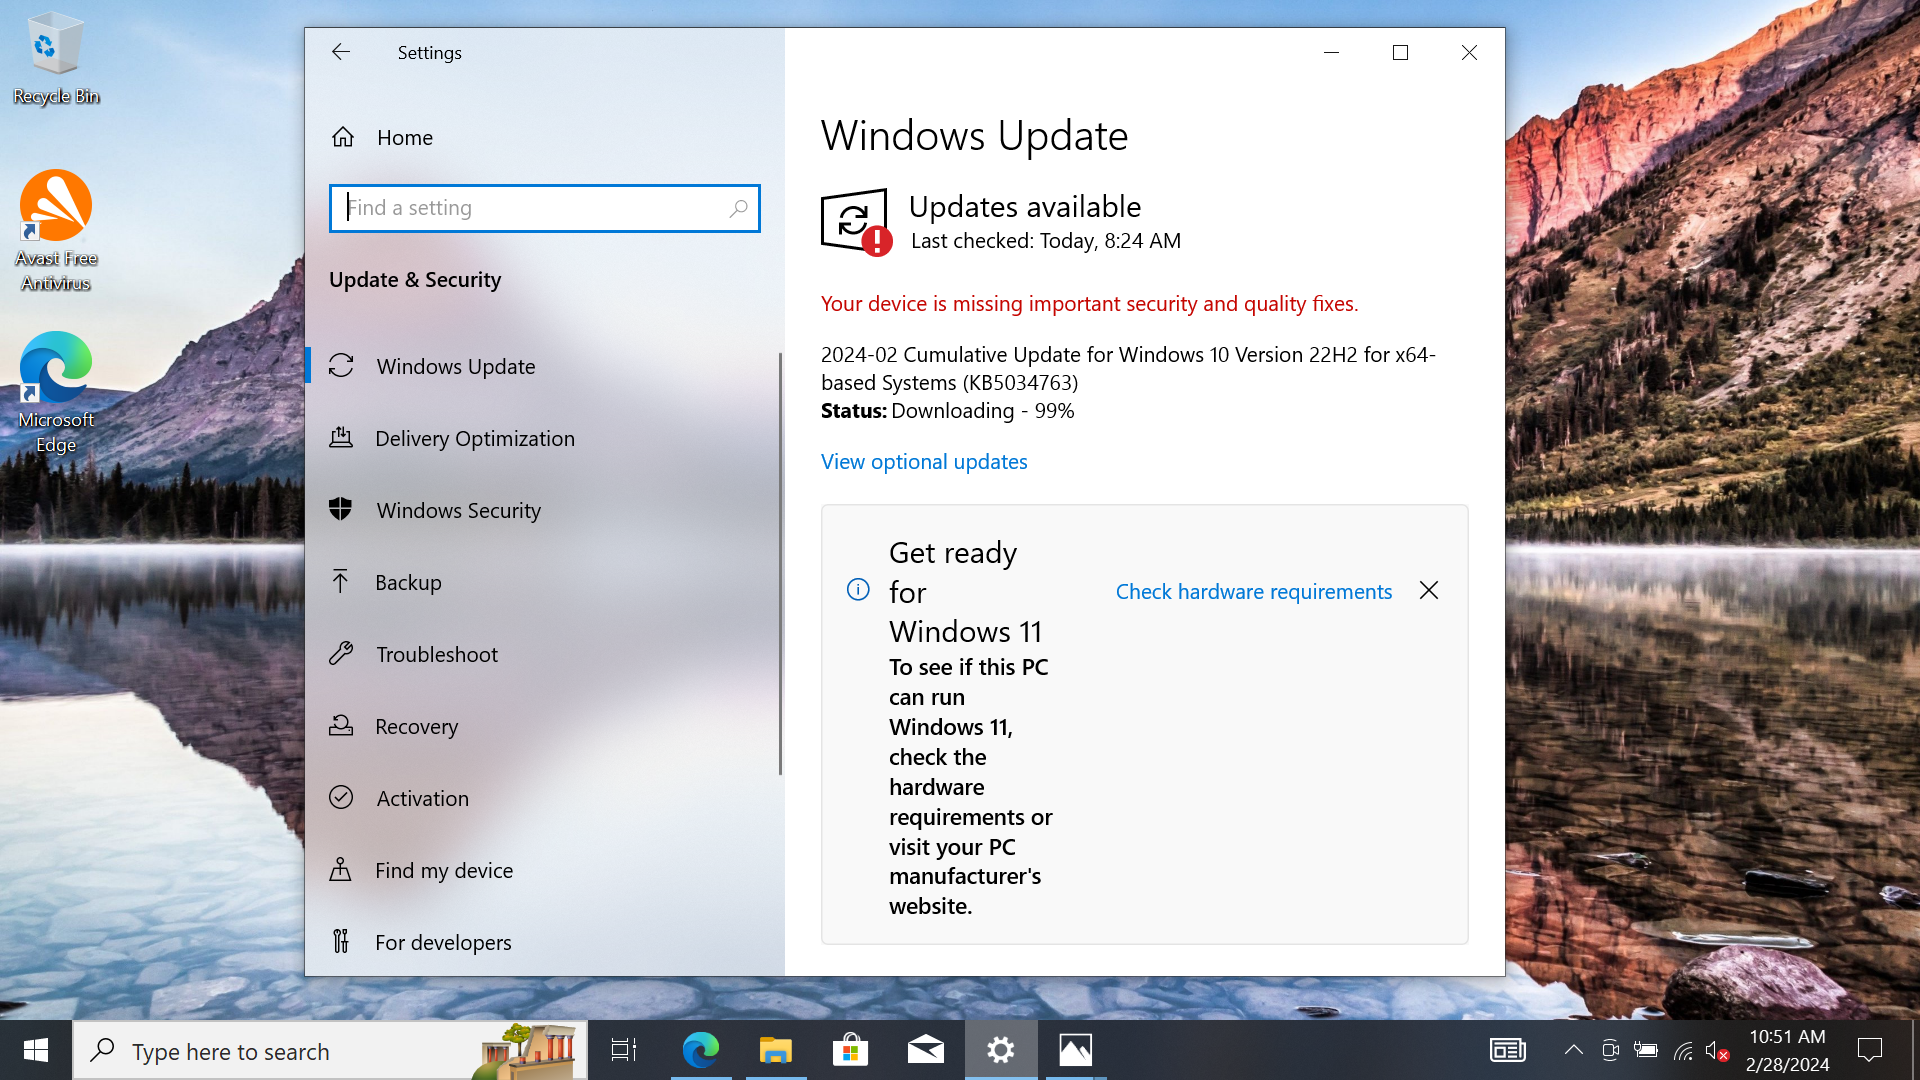 Recycle Bin
Avast Free
Antivirus
Microsoft
Edge
Settings
Home
Find a setting
Update & Security
Windows Update
Delivery Optimization
Windows Security
Backup
Troubleshoot
Recovery
Activation
Find my device
For developers
Windows Update
Updates available
Last checked: Today, 8:24 AM
Your device is missing important security and quality fixes.
2024-02 Cumulative Update for Windows 10 Version 22H2 for x64-
based Systems (KB5034763)
Status: Downloading - 99%
View optional updates
Get ready
for
Windows 11
To see if this PC
can run
Windows 11,
check the
hardware
requirements or
visit your PC
manufacturer's
website.
Check hardware requirements
Type here to search
10:51 AM
2/28/2024